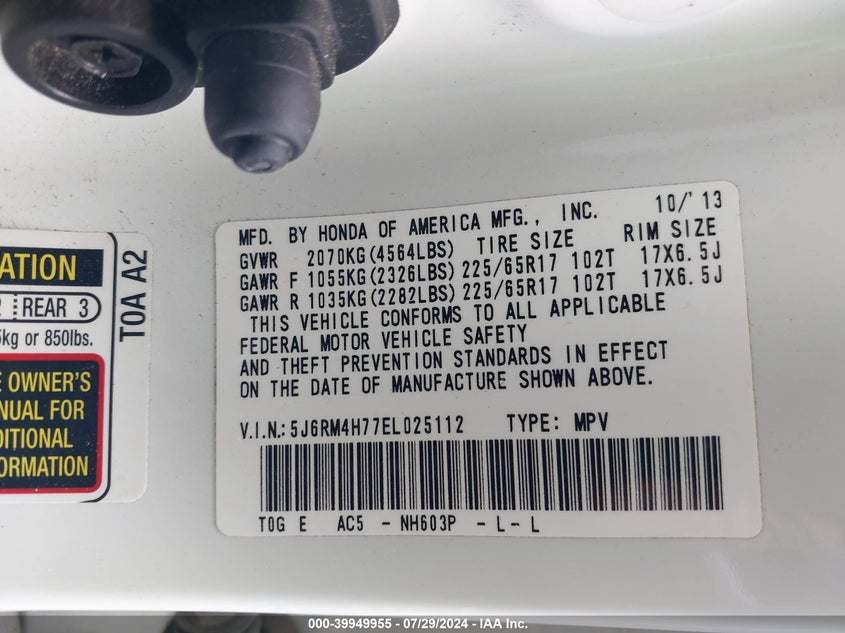 MFD. BY HONDA OF AMERICA MFG., INC. 10/'13
GVWR 2070KG(4564LBS) TIRE SIZE RIM SIZE
GAWR F 1055KG(2326LBS) 225/65R17 102T 17X6.5J
GAWR R 1035KG(2282LBS) 225/65R17 102T 17X6.5J
THIS VEHICLE CONFORMS TO ALL APPLICABLE
FEDERAL MOTOR VEHICLE SAFETY
AND THEFT PREVENTION STANDARDS IN EFFECT
ON THE DATE OF MANUFACTURE SHOWN ABOVE.
V.I.N.:5J6RM4H77EL025112 TYPE: MPV
T0G E AC5 - NH603P - L - L
ATION
REAR 3
kg or 850lbs.
OWNER'S
NUAL FOR
DITIONAL
FORMATION
T0A A2
000-39949955 - 07/29/2024 - IAA Inc.